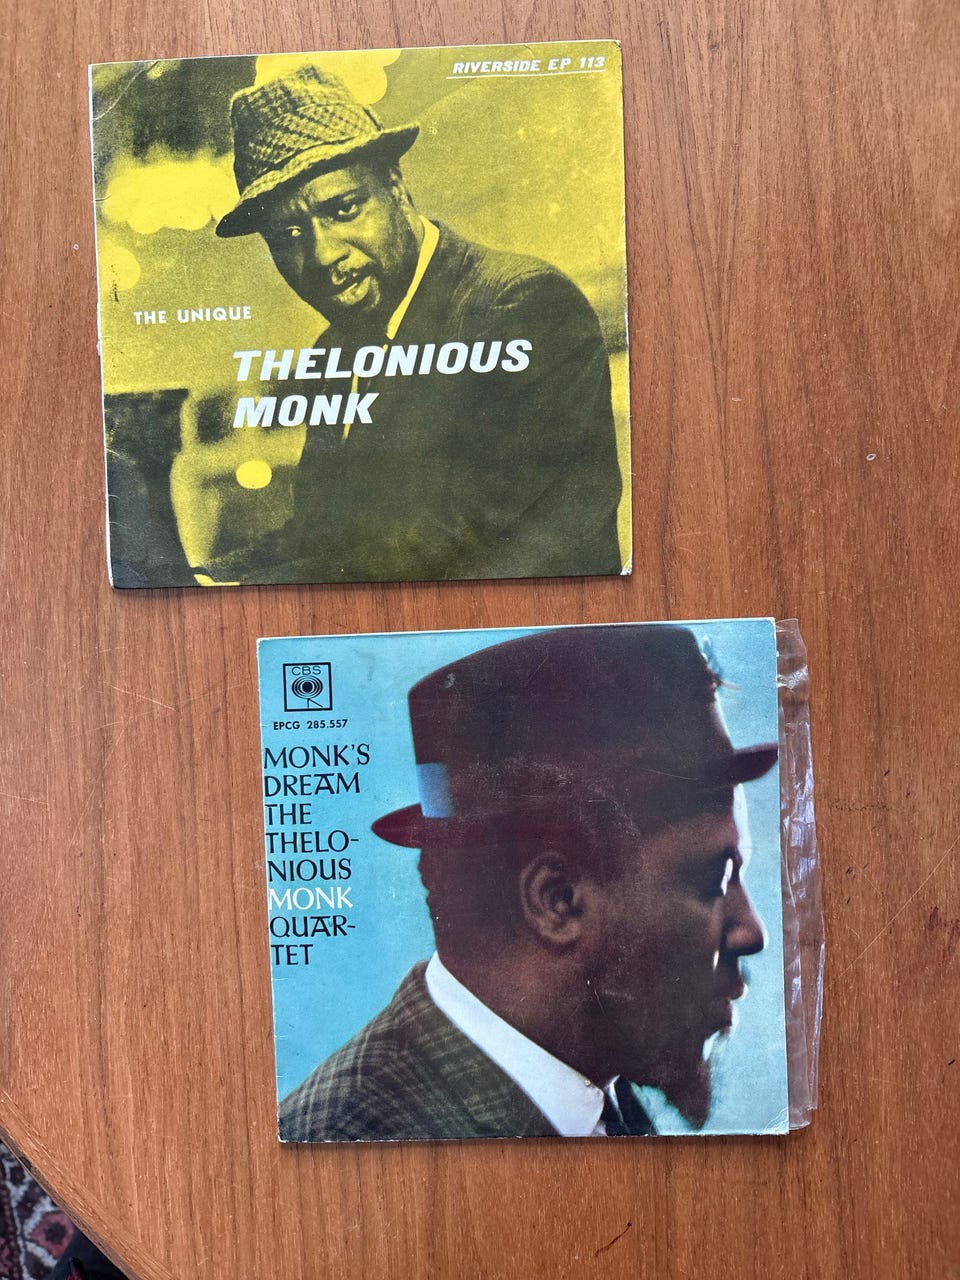 RIVERSIDE EP 113
THE UNIQUE
THELONIOUS
MONK
CBS
EPCG 285.557
MONK'S
DREAM
THE
THELO-
NIOUS
MONK
QUAR-
TET